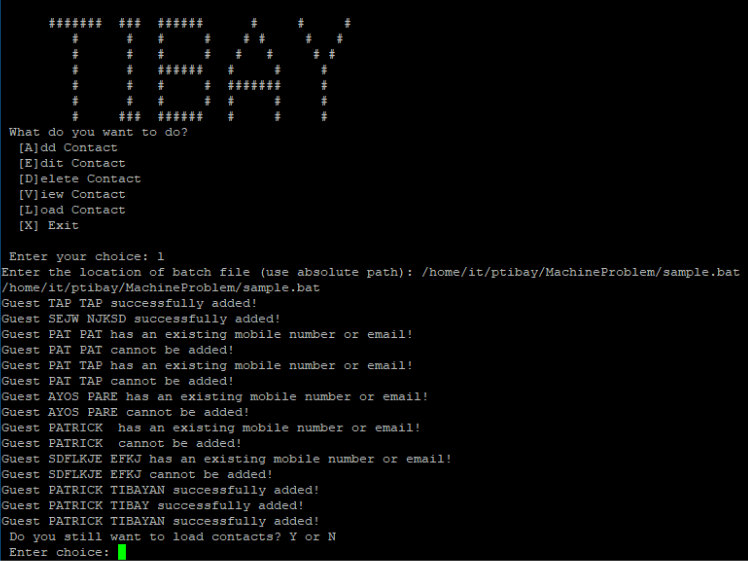 TIBAY
What do you want to do?
[A]dd Contact
[E]dit Contact
[D]elete Contact
[V]iew Contact
[L]oad Contact
[X] Exit
Enter your choice: l
Enter the location of batch file (use absolute path): /home/it/ptibay/MachineProblem/sample.bat
/home/it/ptibay/MachineProblem/sample.bat
Guest TAP TAP successfully added!
Guest SEJW NJKSD successfully added!
Guest PAT PAT has an existing mobile number or email!
Guest PAT PAT cannot be added!
Guest PAT TAP has an existing mobile number or email!
Guest PAT TAP cannot be added!
Guest AYOS PARE has an existing mobile number or email!
Guest AYOS PARE cannot be added!
Guest PATRICK  has an existing mobile number or email!
Guest PATRICK  cannot be added!
Guest SDFLKJE EFKJ has an existing mobile number or email!
Guest SDFLKJE EFKJ cannot be added!
Guest PATRICK TIBAYAN successfully added!
Guest PATRICK TIBAY successfully added!
Guest PATRICK TIBAYAN successfully added!
Do you still want to load contacts? Y or N
Enter choice: